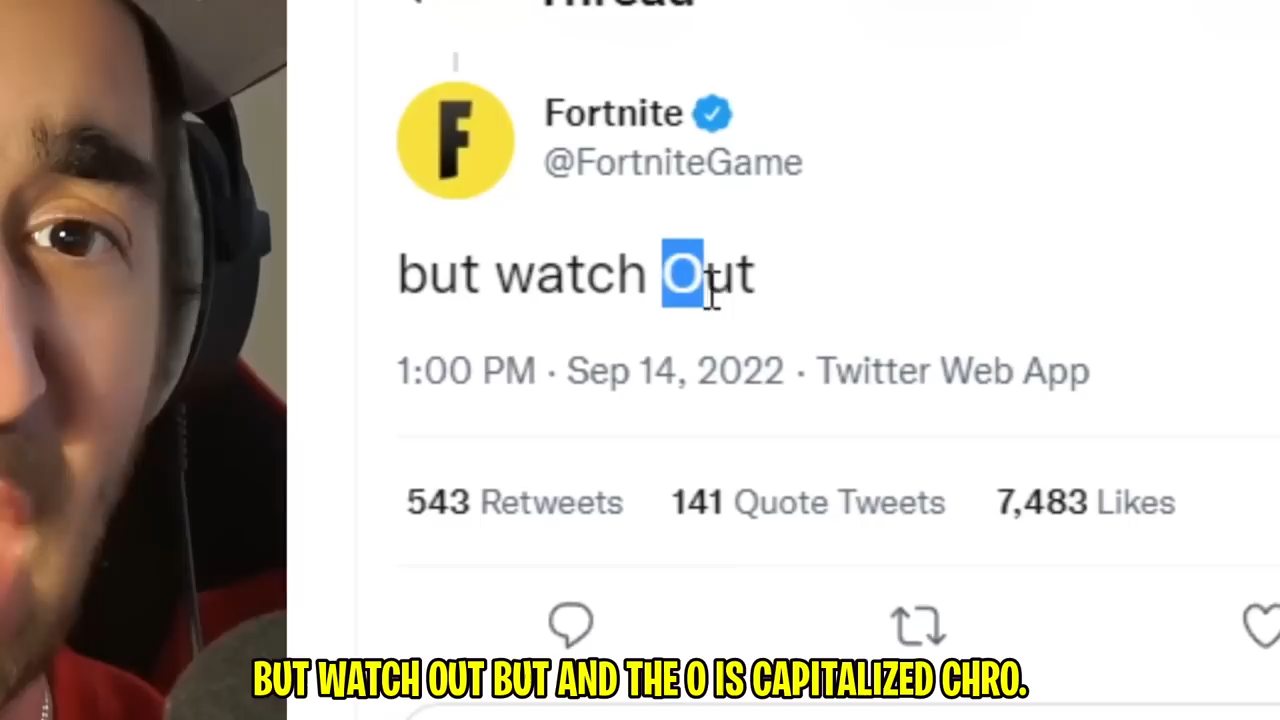 Thread
F
Fortnite
@FortniteGame
but watch Out
1:00 PM · Sep 14, 2022 · Twitter Web App
543 Retweets 141 Quote Tweets 7,483 Likes
BUT WATCH OUT BUT AND THE O IS CAPITALIZED CHRO.